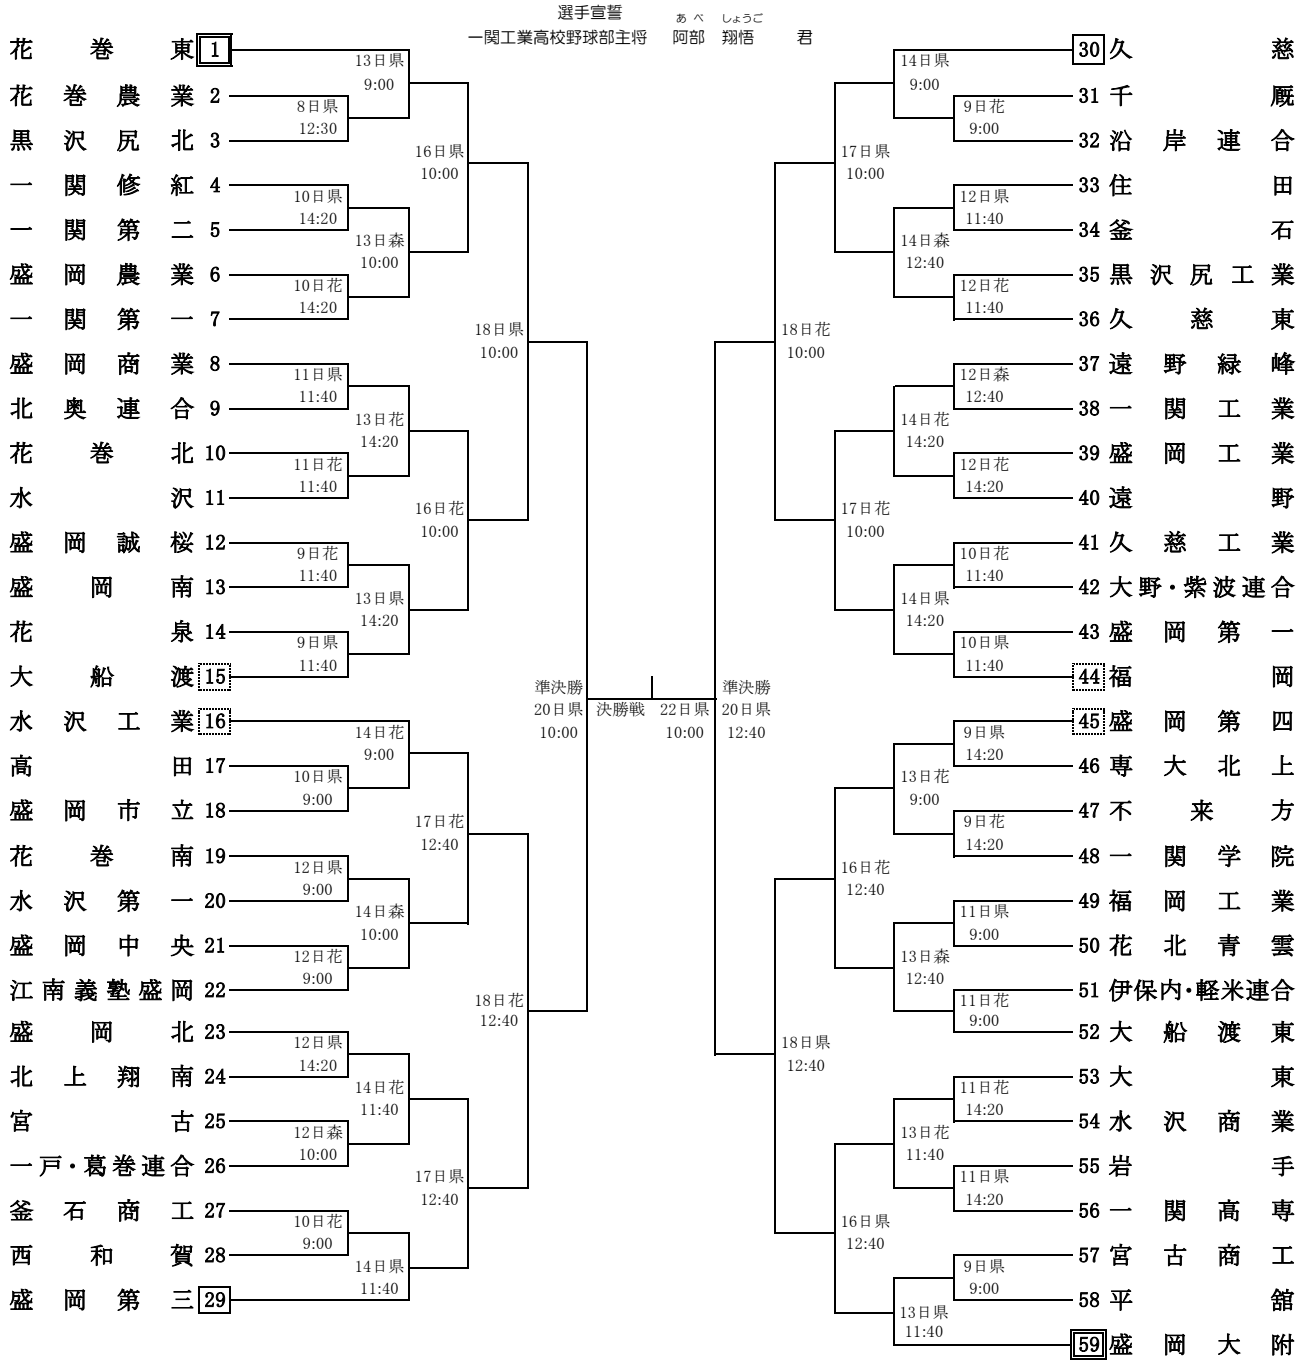 選手宣誓
あべ しょうご
一関工業高校野球部主将 阿部 翔悟 君
花巻東 1
花巻農業 2
黒沢尻北 3
一関修紅 4
一関第二 5
盛岡農業 6
一関第一 7
盛岡商業 8
北奥連合 9
花巻北 10
水沢 11
盛岡誠桜 12
盛岡南 13
花泉 14
大船渡 15
水沢工業 16
高田 17
盛岡市立 18
花巻南 19
水沢第一 20
盛岡中央 21
江南義塾盛岡 22
盛岡北 23
北上翔南 24
宮古 25
一戸・葛巻連合 26
釜石商工 27
西和賀 28
盛岡第三 29
8日県
12:30
10日県
14:20
10日花
14:20
11日県
11:40
11日花
11:40
9日花
11:40
9日県
11:40
10日県
9:00
12日県
9:00
12日花
9:00
12日県
14:20
12日森
10:00
10日花
9:00
13日県
9:00
13日森
10:00
13日花
14:20
13日県
14:20
14日花
9:00
14日森
10:00
14日花
11:40
14日県
11:40
16日県
10:00
16日花
10:00
17日花
12:40
17日県
12:40
18日県
10:00
18日花
12:40
準決勝
20日県
10:00
決勝戦 22日県
10:00
準決勝
20日県
12:40
18日花
10:00
18日県
12:40
17日県
10:00
17日花
10:00
16日花
12:40
16日県
12:40
14日県
9:00
14日森
12:40
14日花
14:20
14日県
14:20
13日花
9:00
13日森
12:40
13日花
11:40
13日県
11:40
9日花
9:00
12日県
11:40
12日花
11:40
12日森
12:40
12日花
14:20
10日花
11:40
10日県
11:40
9日県
14:20
9日花
14:20
11日県
9:00
11日花
9:00
11日花
14:20
11日県
14:20
9日県
9:00
30 久慈
31 千厩
32 沿岸連合
33 住田
34 釜石
35 黒沢尻工業
36 久慈東
37 遠野緑峰
38 一関工業
39 盛岡工業
40 遠野
41 久慈工業
42 大野・紫波連合
43 盛岡第一
44 福岡
45 盛岡第四
46 専大北上
47 不来方
48 一関学院
49 福岡工業
50 花北青雲
51 伊保内・軽米連合
52 大船渡東
53 大東
54 水沢商業
55 岩手
56 一関高専
57 宮古商工
58 平舘
59 盛岡大附